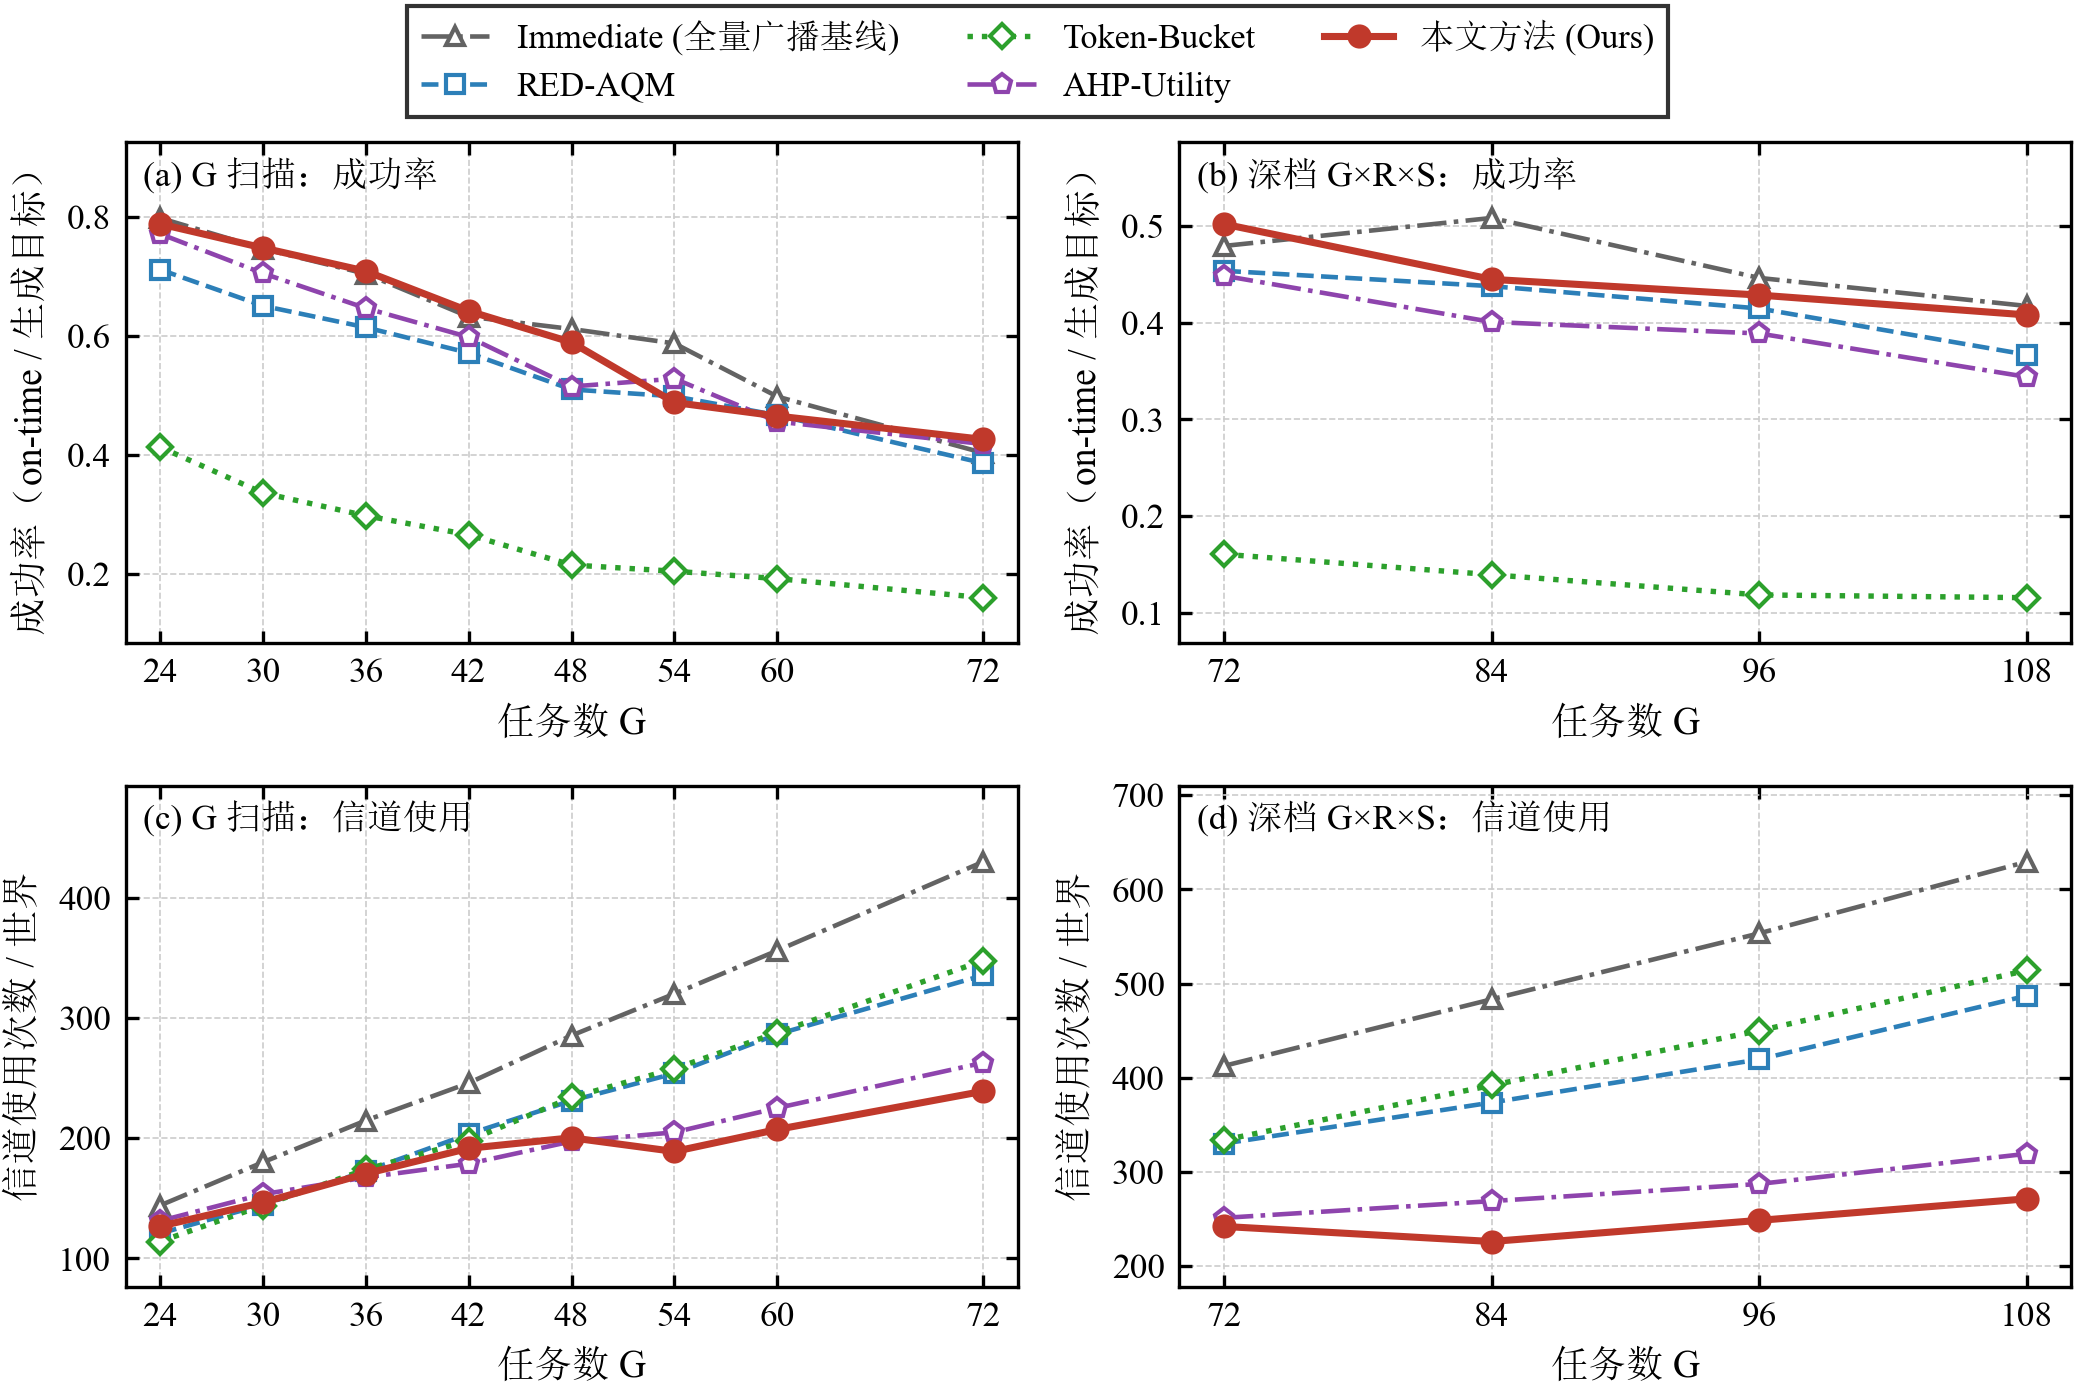 Immediate (全量广播基线)
RED-AQM
Token-Bucket
AHP-Utility
本文方法 (Ours)
(a) G 扫描：成功率
成功率（on-time / 生成目标）
0.8
0.6
0.4
0.2
24 30 36 42 48 54 60 72
任务数 G
(b) 深档 G×R×S：成功率
成功率（on-time / 生成目标）
0.5
0.4
0.3
0.2
0.1
72 84 96 108
任务数 G
(c) G 扫描：信道使用
信道使用次数 / 世界
400
300
200
100
24 30 36 42 48 54 60 72
任务数 G
(d) 深档 G×R×S：信道使用
信道使用次数 / 世界
700
600
500
400
300
200
72 84 96 108
任务数 G